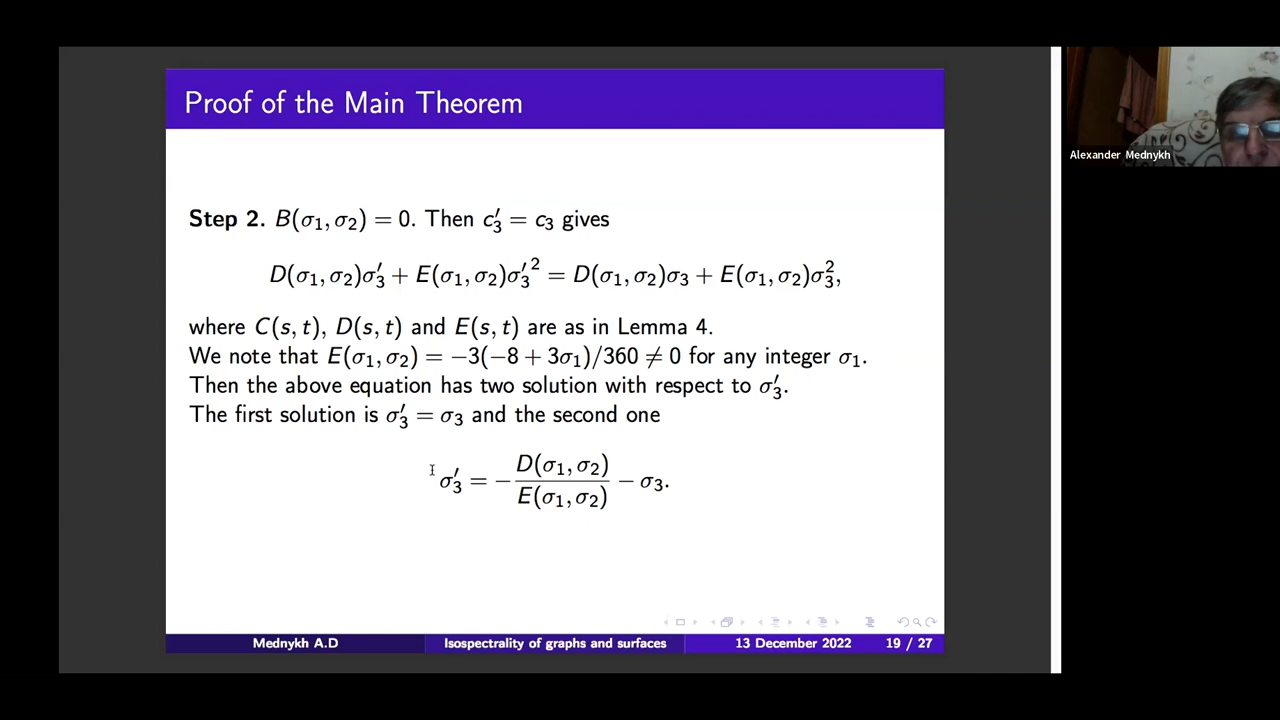 Proof of the Main Theorem
Alexander Mednykh
Step 2. B(σ₁, σ₂) = 0. Then c₃′ = c₃ gives
D(σ₁, σ₂)σ₃′ + E(σ₁, σ₂)σ₃′² = D(σ₁, σ₂)σ₃ + E(σ₁, σ₂)σ₃²,
where C(s, t), D(s, t) and E(s, t) are as in Lemma 4.
We note that E(σ₁, σ₂) = −3(−8 + 3σ₁)/360 ≠ 0 for any integer σ₁.
Then the above equation has two solution with respect to σ₃′.
The first solution is σ₃′ = σ₃ and the second one
σ₃′ = − D(σ₁, σ₂) / E(σ₁, σ₂) − σ₃.
Mednykh A.D Isospectrality of graphs and surfaces 13 December 2022 19 / 27